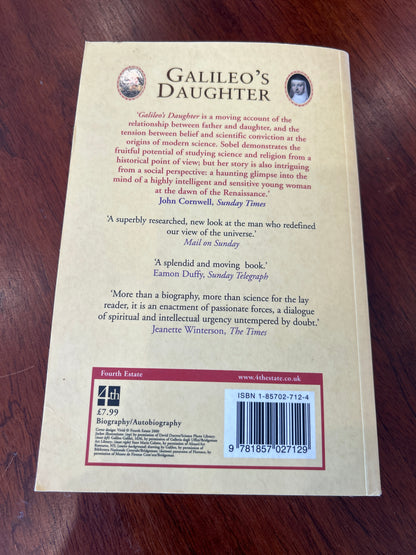 GALILEO'S
DAUGHTER
'Galileo's Daughter is a moving account of the
relationship between father and daughter, and the
tension between belief and scientific conviction at the
origins of modern science. Sobel demonstrates the
fruitful potential of studying science and religion from a
historical point of view; but her story is also intriguing
from a social perspective: a haunting glimpse into the
mind of a highly intelligent and sensitive young woman
at the dawn of the Renaissance.'
John Cornwell, Sunday Times
'A superbly researched, new look at the man who redefined
our view of the universe.'
Mail on Sunday
'A splendid and moving book.'
Eamon Duffy, Sunday Telegraph
'More than a biography, more than science for the lay
reader, it is an enactment of passionate forces, a dialogue
of spiritual and intellectual urgency untempered by doubt.'
Jeanette Winterson, The Times
Fourth Estate
www.4thestate.co.uk
4th
£7.99
Biography/Autobiography
ISBN 1-85702-712-4
9 781857 027129